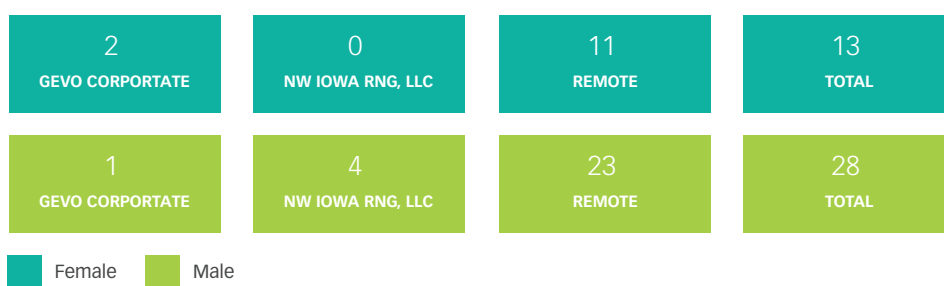 2
GEVO CORPORTATE
0
NW IOWA RNG, LLC
11
REMOTE
13
TOTAL
1
GEVO CORPORTATE
4
NW IOWA RNG, LLC
23
REMOTE
28
TOTAL
Female
Male